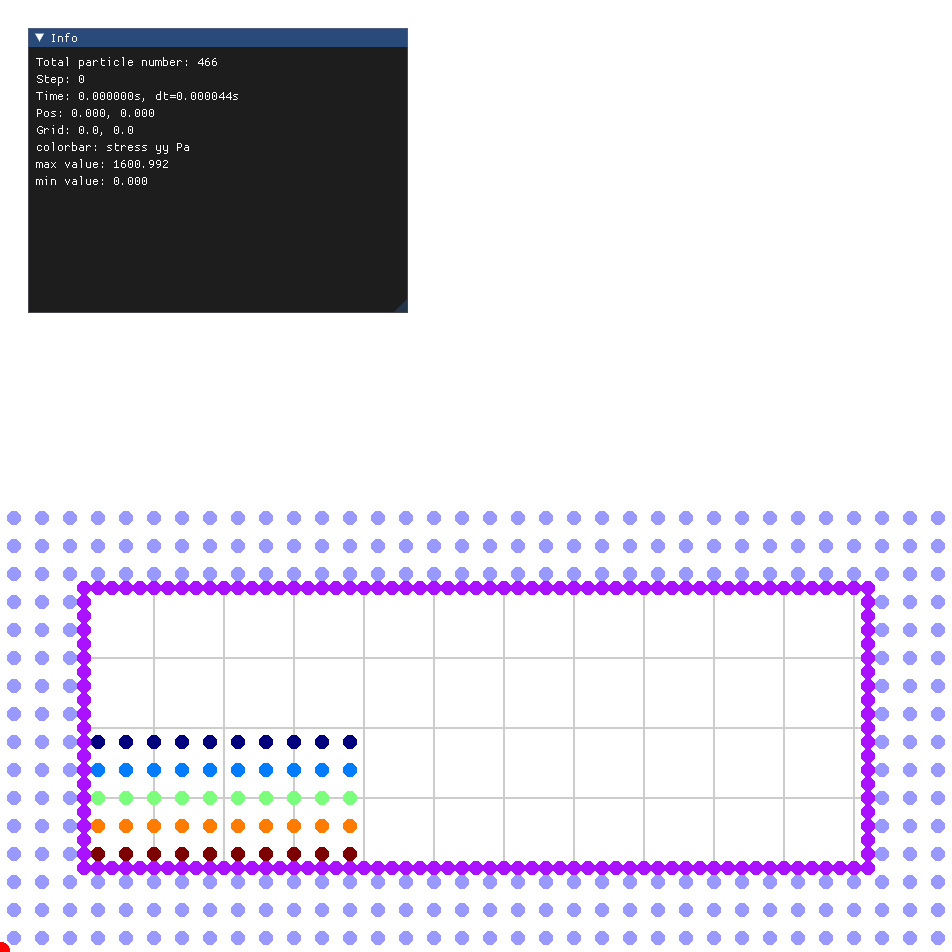 Info
Total particle number: 466
Step: 0
Time: 0.000000s, dt=0.000044s
Pos: 0.000, 0.000
Grid: 0.0, 0.0
colorbar: stress yy Pa
max value: 1600.992
min value: 0.000